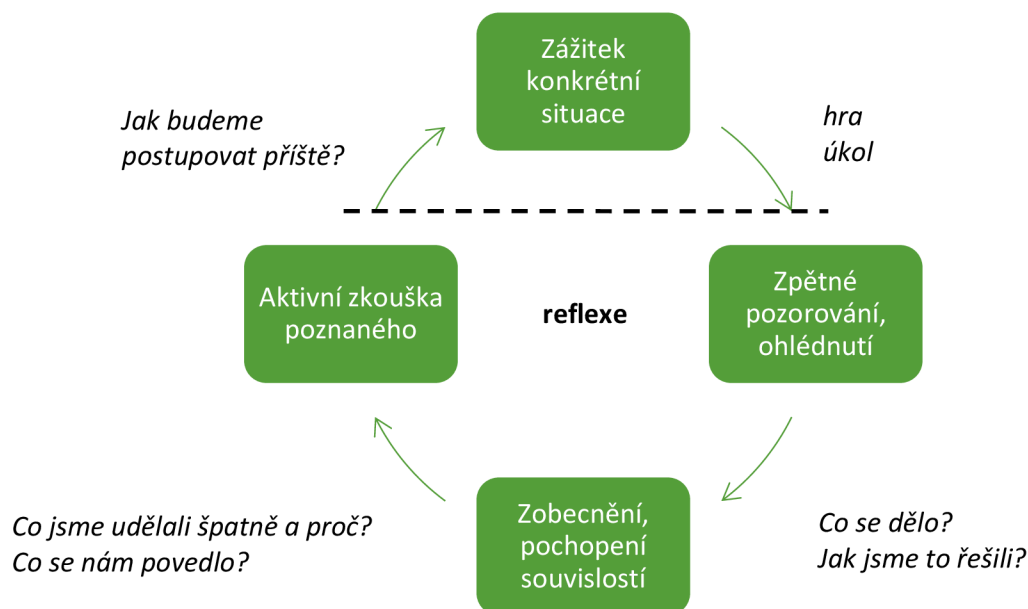 Zážitek
konkrétní
situace
Jak budeme
postupovat příště?
hra
úkol
Aktivní zkouška
poznaného
reflexe
Zpětné
pozorování,
ohlédnutí
Co jsme udělali špatně a proč?
Co se nám povedlo?
Zobecnění,
pochopení
souvislostí
Co se dělo?
Jak jsme to řešili?